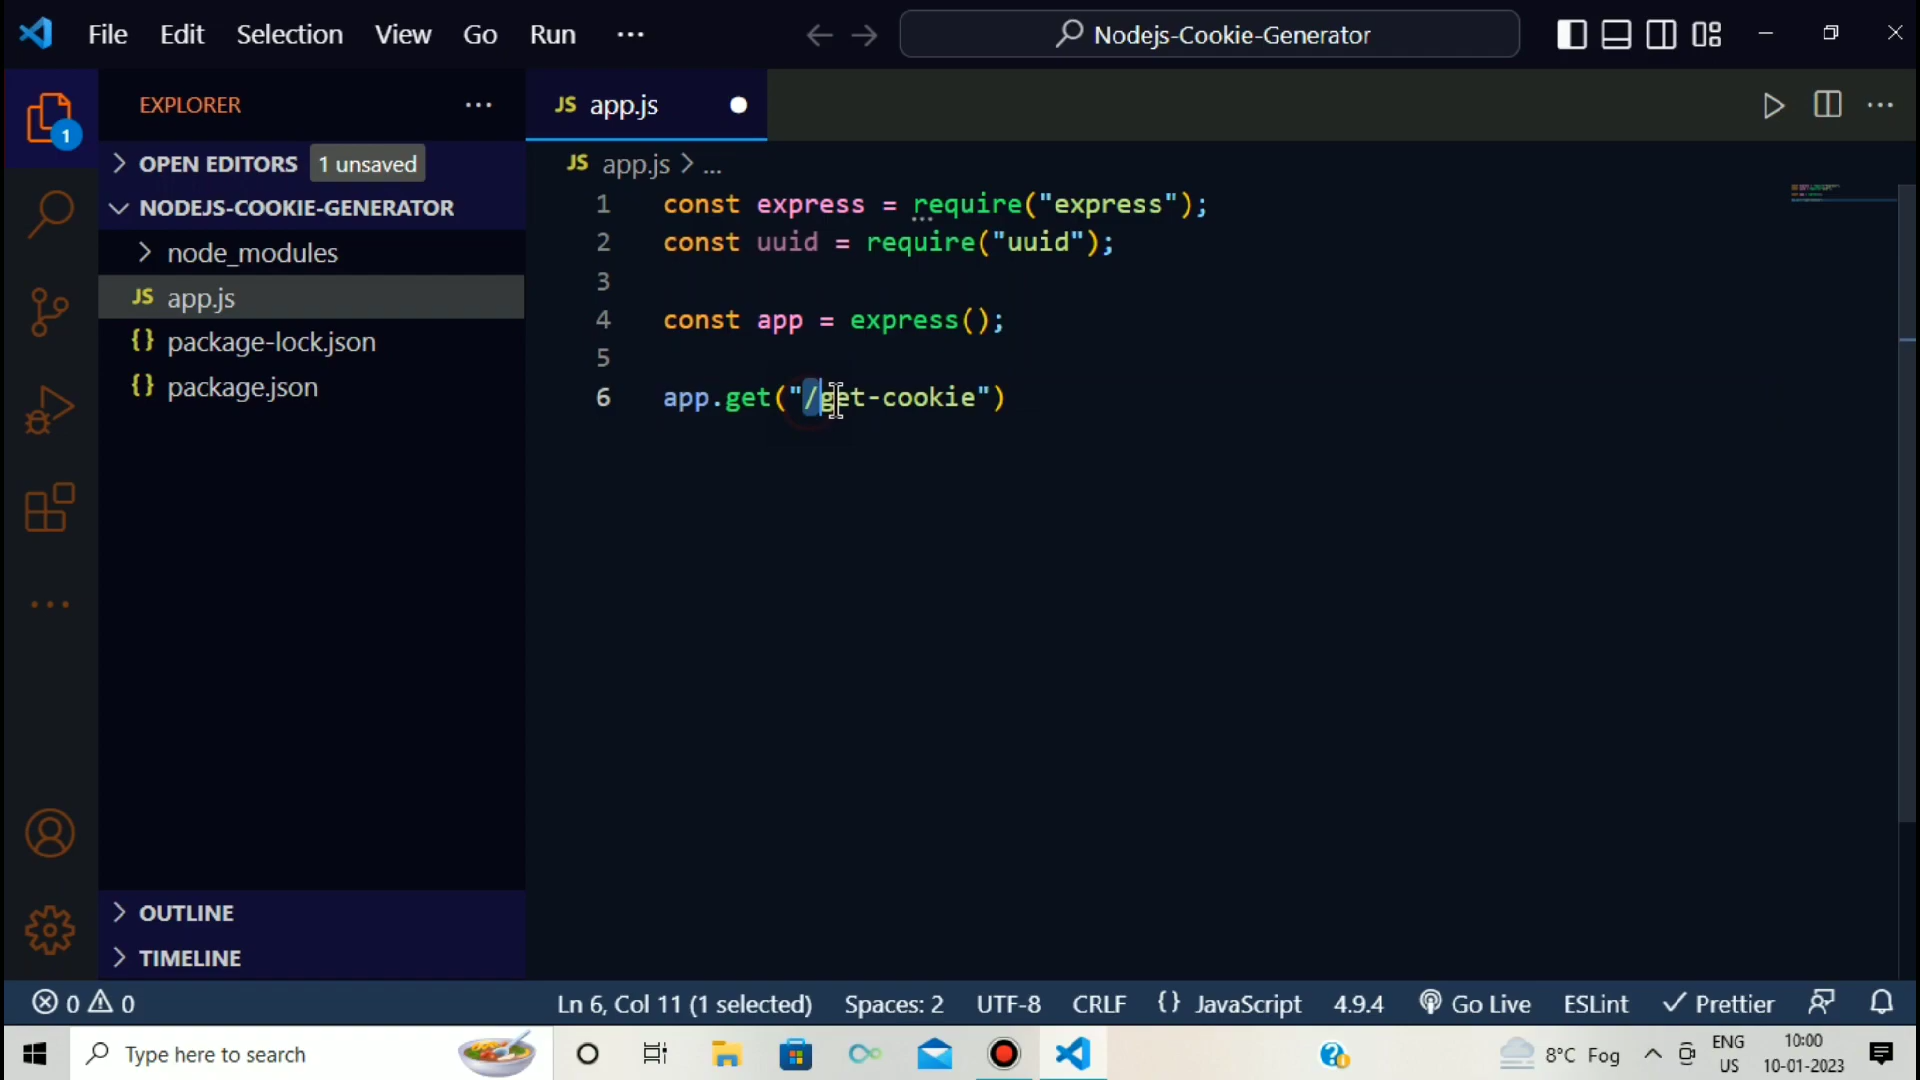 File Edit Selection View Go Run ... Nodejs-Cookie-Generator
EXPLORER ...
1
OPEN EDITORS 1 unsaved
NODEJS-COOKIE-GENERATOR
node_modules
JS app.js
{} package-lock.json
{} package.json
OUTLINE
TIMELINE
JS app.js
JS app.js > ...
1 const express = require("express");
2 const uuid = require("uuid");
3
4 const app = express();
5
6 app.get("/get-cookie")
0 0 Ln 6, Col 11 (1 selected) Spaces: 2 UTF-8 CRLF {} JavaScript 4.9.4 Go Live ESLint Prettier
Type here to search 8°C Fog ENG US 10:00 10-01-2023